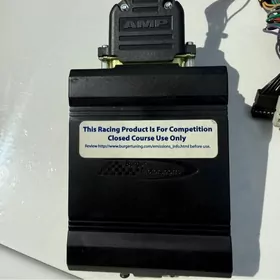 AMP
This Racing Product Is For Competition
Closed Course Use Only
Review http://www.burgertuning.com/emissions_info.html before use.